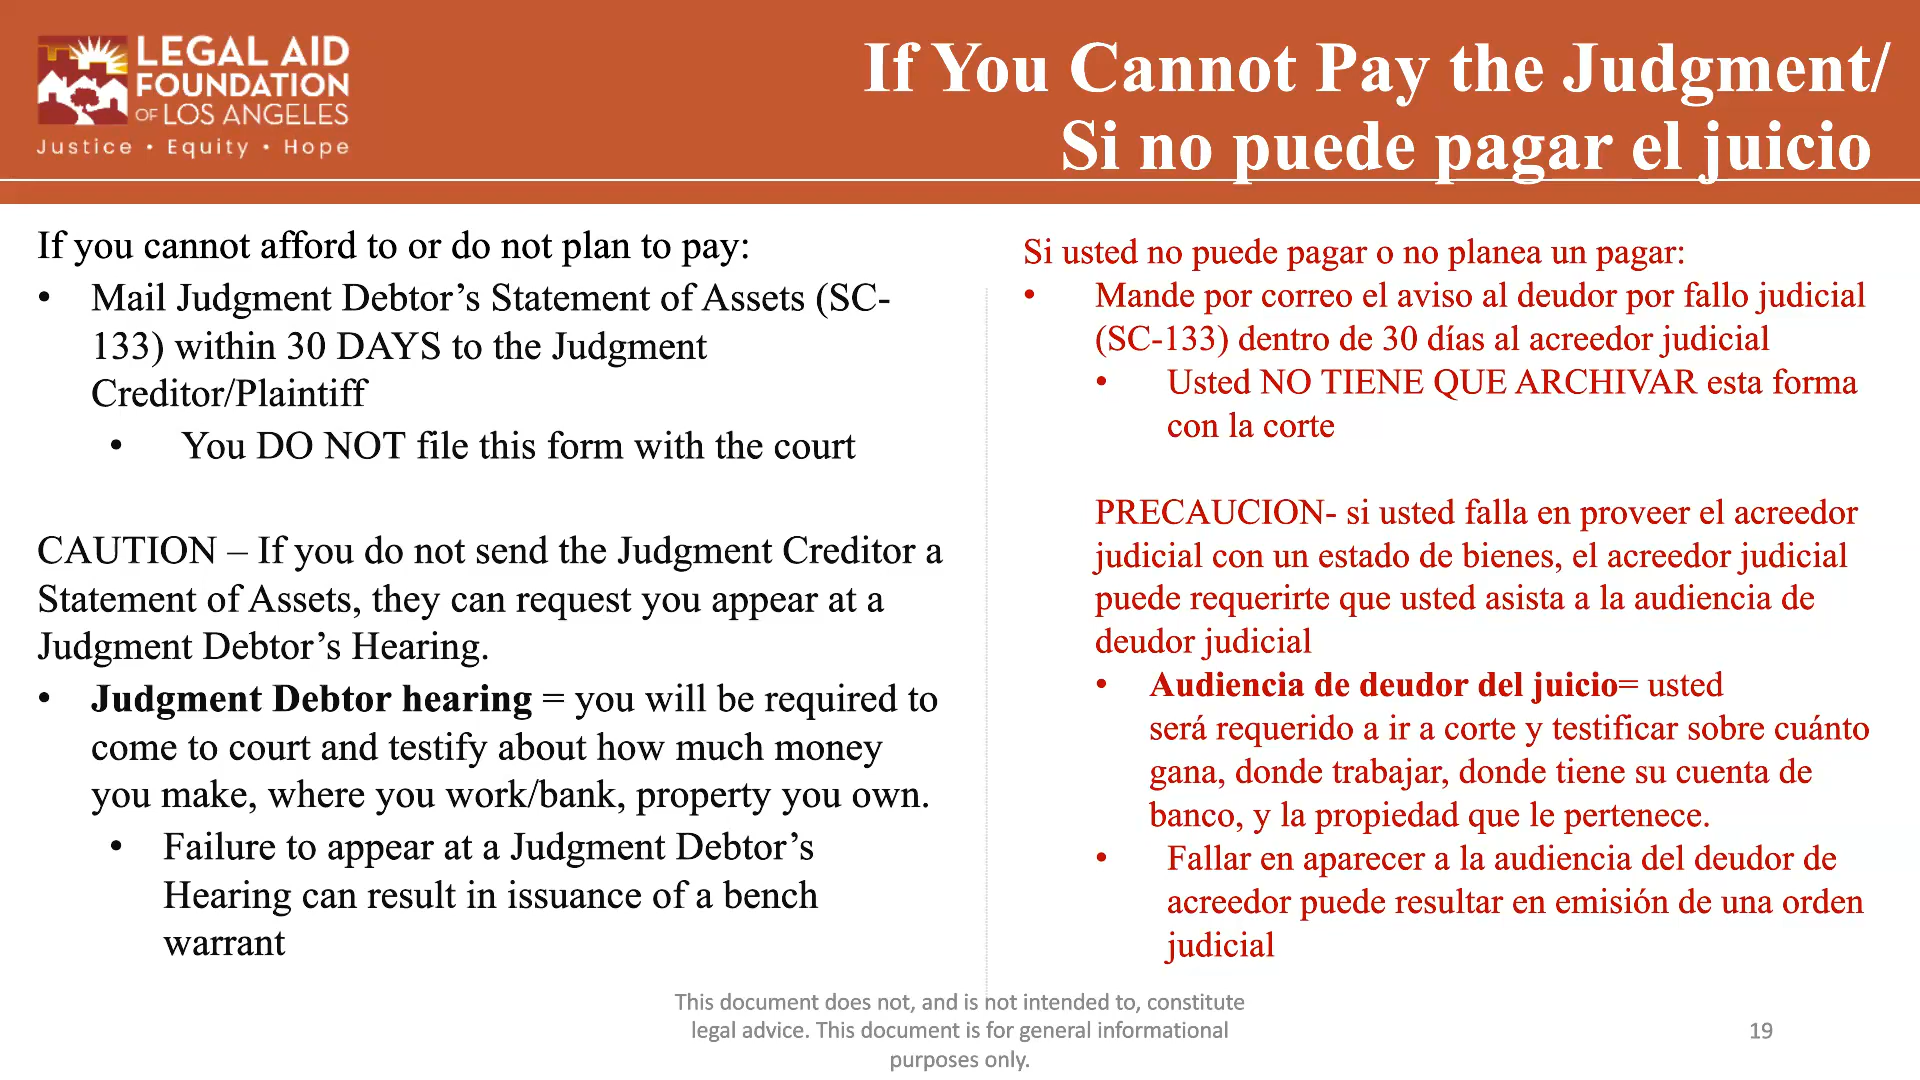 LEGAL AID
FOUNDATION
OF LOS ANGELES
Justice • Equity • Hope
If You Cannot Pay the Judgment/
Si no puede pagar el juicio
If you cannot afford to or do not plan to pay:
• Mail Judgment Debtor’s Statement of Assets (SC-
133) within 30 DAYS to the Judgment
Creditor/Plaintiff
• You DO NOT file this form with the court
CAUTION – If you do not send the Judgment Creditor a
Statement of Assets, they can request you appear at a
Judgment Debtor’s Hearing.
• Judgment Debtor hearing = you will be required to
come to court and testify about how much money
you make, where you work/bank, property you own.
• Failure to appear at a Judgment Debtor’s
Hearing can result in issuance of a bench
warrant
Si usted no puede pagar o no planea un pagar:
• Mande por correo el aviso al deudor por fallo judicial
(SC-133) dentro de 30 días al acreedor judicial
• Usted NO TIENE QUE ARCHIVAR esta forma
con la corte
PRECAUCION- si usted falla en proveer el acreedor
judicial con un estado de bienes, el acreedor judicial
puede requerirte que usted asista a la audiencia de
deudor judicial
• Audiencia de deudor del juicio= usted
será requerido a ir a corte y testificar sobre cuánto
gana, donde trabajar, donde tiene su cuenta de
banco, y la propiedad que le pertenece.
• Fallar en aparecer a la audiencia del deudor de
acreedor puede resultar en emisión de una orden
judicial
This document does not, and is not intended to, constitute
legal advice. This document is for general informational
purposes only.
19